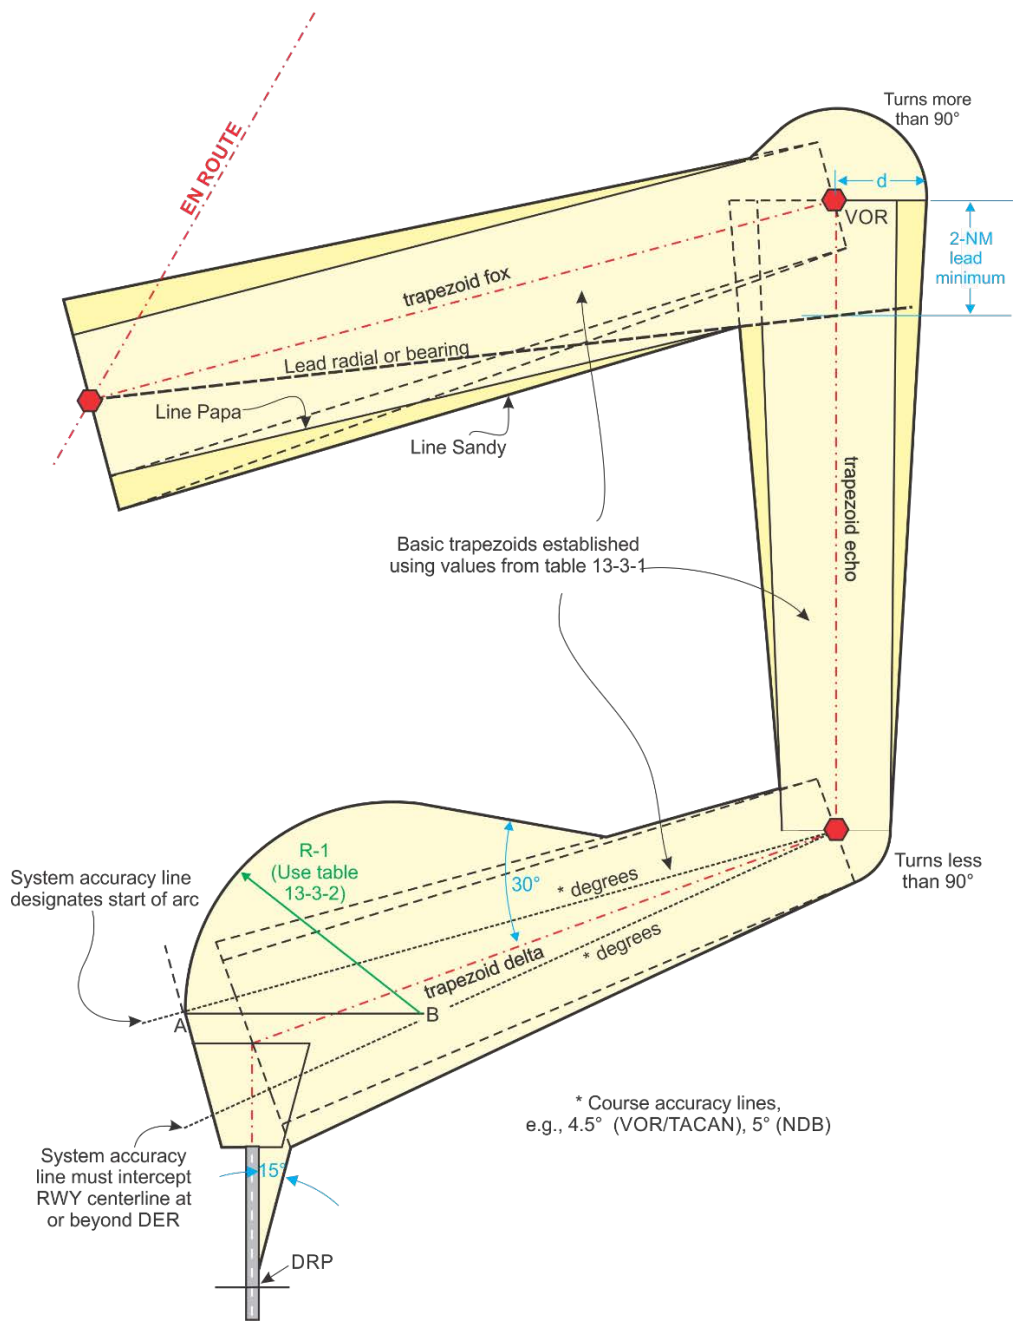 Turns more
than 90°
EN ROUTE
d
VOR
2-NM
lead
minimum
trapezoid fox
Lead radial or bearing
Line Papa
Line Sandy
trapezoid echo
Basic trapezoids established
using values from table 13-3-1
R-1
(Use table
13-3-2)
30°
* degrees
* degrees
trapezoid delta
Turns less
than 90°
System accuracy line
designates start of arc
A
B
* Course accuracy lines,
e.g., 4.5° (VOR/TACAN), 5° (NDB)
System accuracy
line must intercept
RWY centerline at
or beyond DER
15°
DRP